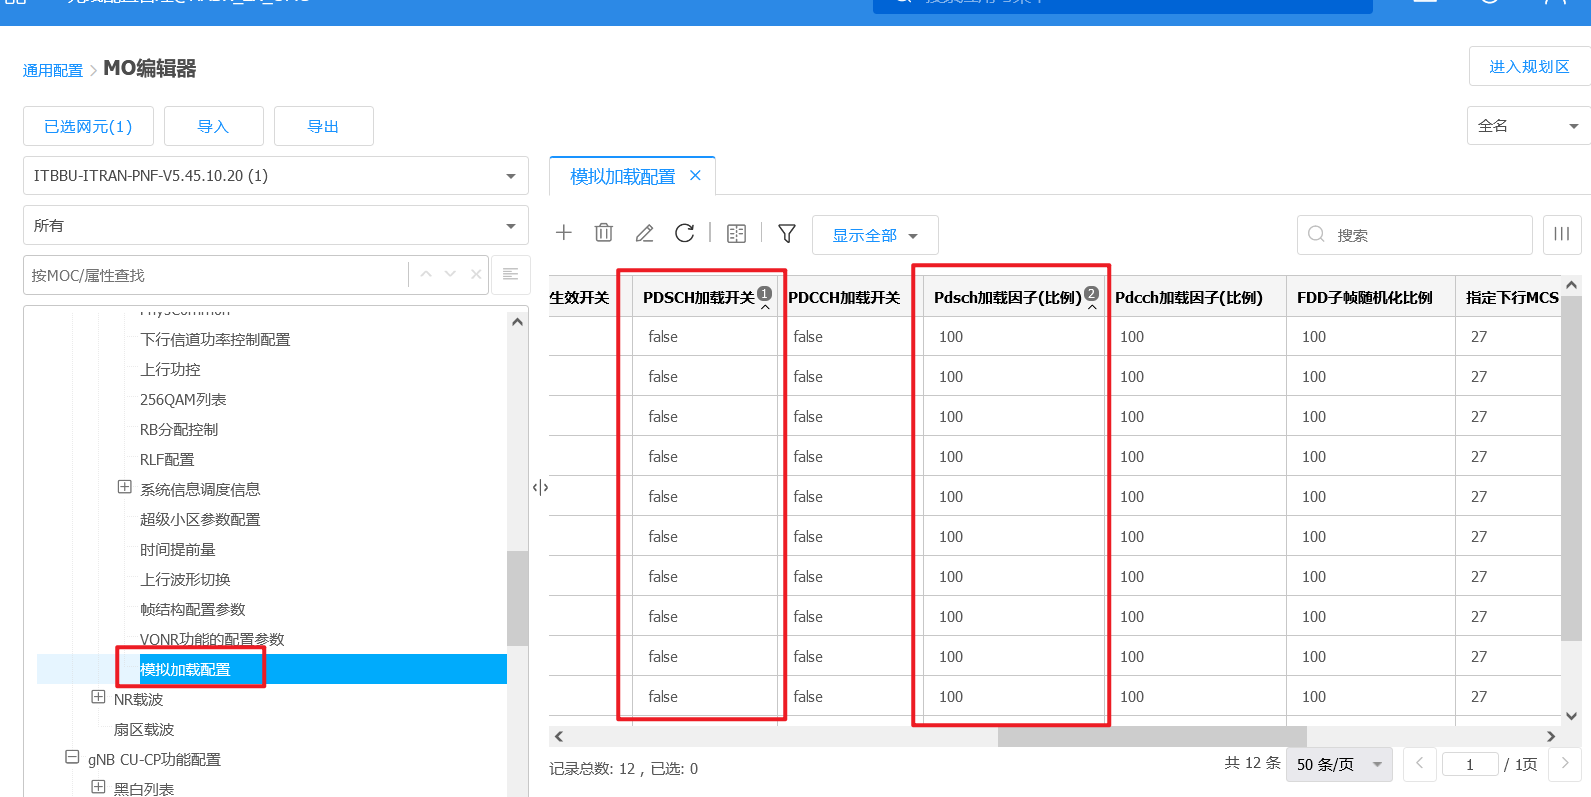 通用配置 > MO编辑器
进入规划区
已选网元(1)
导入
导出
全名
ITBBU-ITRAN-PNF-V5.45.10.20 (1)
所有
按MOC/属性查找
下行信道功率控制配置
上行功控
256QAM列表
RB分配控制
RLF配置
系统信息调度信息
超级小区参数配置
时间提前量
上行波形切换
帧结构配置参数
VONR功能的配置参数
模拟加载配置
NR载波
扇区载波
gNB CU-CP功能配置
黑白列表
模拟加载配置 ×
显示全部
搜索
生效开关 PDSCH加载开关 1 PDCCH加载开关 Pdsch加载因子(比例) 2 Pdcch加载因子(比例) FDD子帧随机化比例 指定下行MCS
false false 100 100 100 27
false false 100 100 100 27
false false 100 100 100 27
false false 100 100 100 27
false false 100 100 100 27
false false 100 100 100 27
false false 100 100 100 27
false false 100 100 100 27
false false 100 100 100 27
false false 100 100 100 27
记录总数: 12 , 已选: 0
共 12 条 50 条/页 1 / 1页